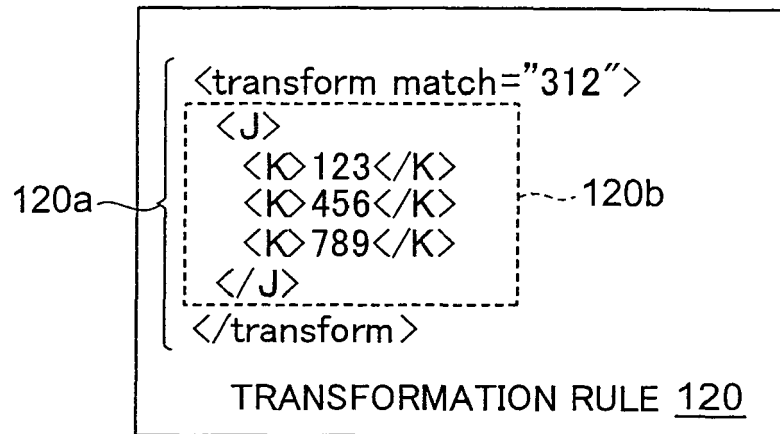 <transform match="312">
<J>
<K>123</K>
<K>456</K>
120a
120b
<K>789</K>
</J>
</transform>
TRANSFORMATION RULE 120